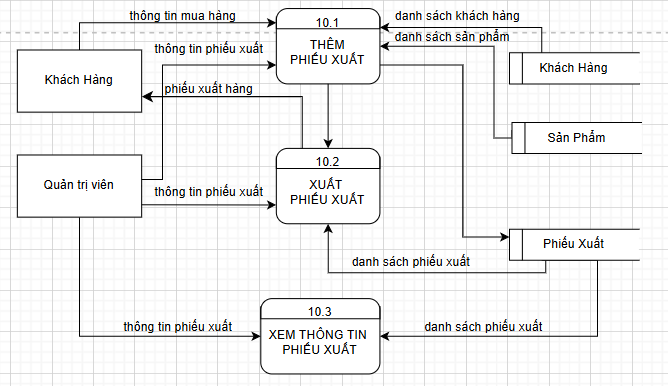 thông tin mua hàng
10.1
danh sách khách hàng
danh sách sản phẩm
thông tin phiếu xuất
THÊM
PHIẾU XUẤT
Khách Hàng
Khách Hàng
phiếu xuất hàng
Sản Phẩm
10.2
Quản trị viên
thông tin phiếu xuất
XUẤT
PHIẾU XUẤT
Phiếu Xuất
danh sách phiếu xuất
10.3
thông tin phiếu xuất
XEM THÔNG TIN
PHIẾU XUẤT
danh sách phiếu xuất